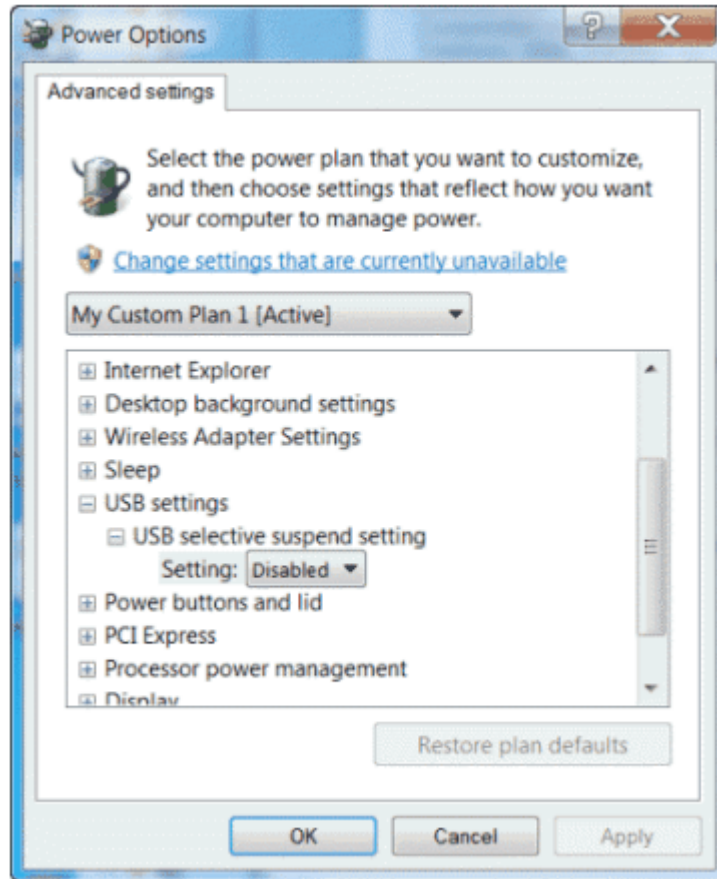 Power Options
Advanced settings
Select the power plan that you want to customize,
and then choose settings that reflect how you want
your computer to manage power.
Change settings that are currently unavailable
My Custom Plan 1 [Active]
Internet Explorer
Desktop background settings
Wireless Adapter Settings
Sleep
USB settings
USB selective suspend setting
Setting: Disabled
Power buttons and lid
PCI Express
Processor power management
Display
Restore plan defaults
OK Cancel Apply